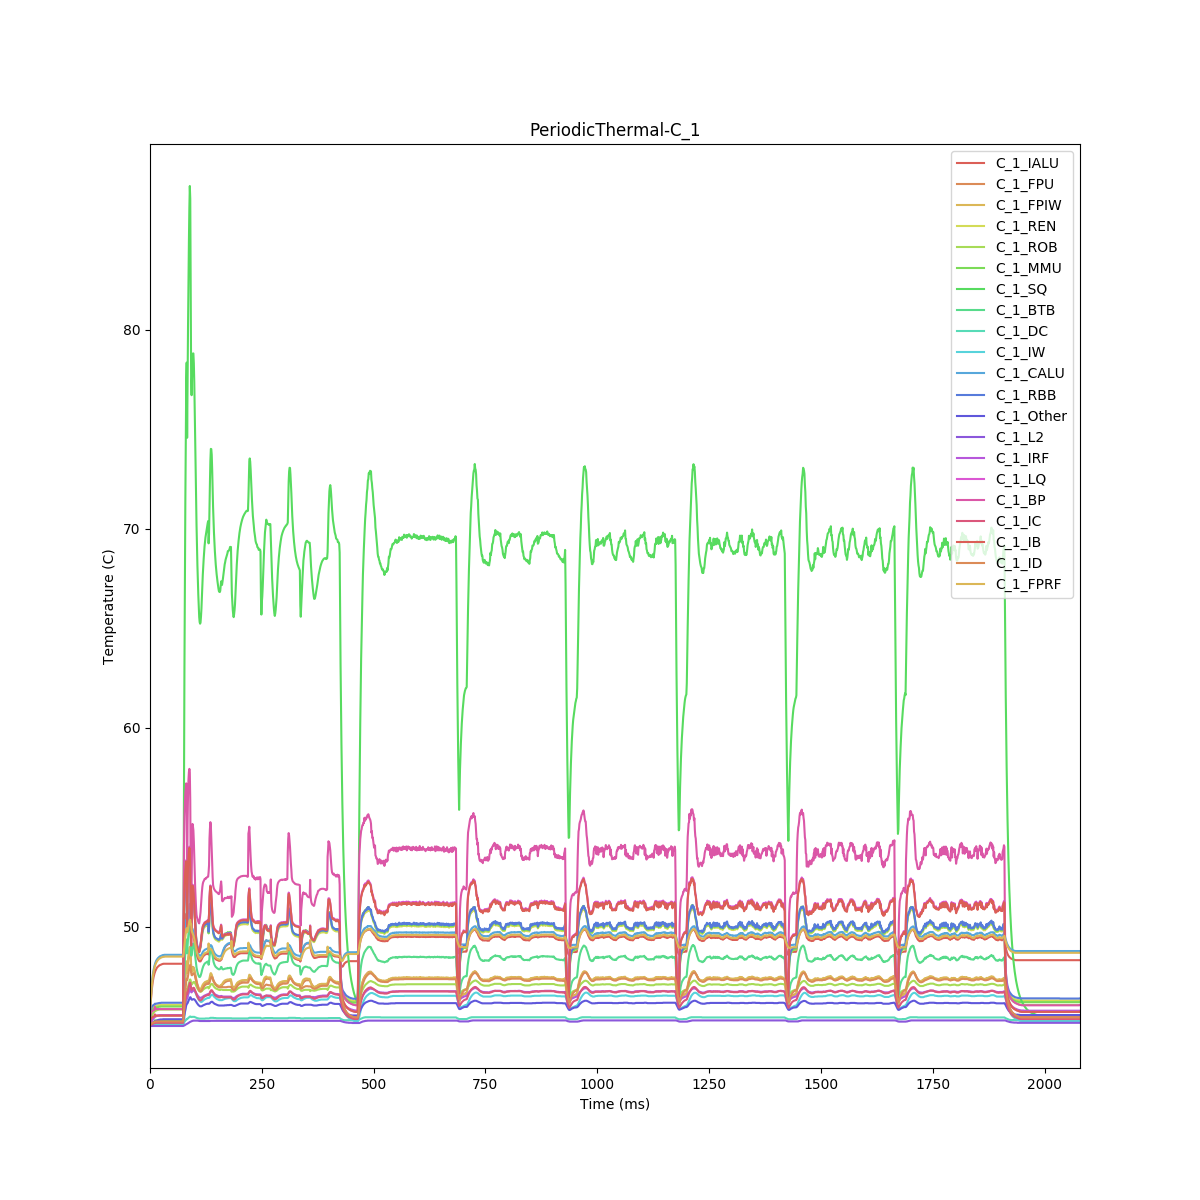 PeriodicThermal-C_1
C_1_IALU
C_1_FPU
C_1_FPIW
C_1_REN
C_1_ROB
C_1_MMU
C_1_SQ
C_1_BTB
C_1_DC
C_1_IW
C_1_CALU
C_1_RBB
C_1_Other
C_1_L2
C_1_IRF
C_1_LQ
C_1_BP
C_1_IC
C_1_IB
C_1_ID
C_1_FPRF
80
70
60
50
Temperature (C)
0
250
500
750
1000
1250
1500
1750
2000
Time (ms)